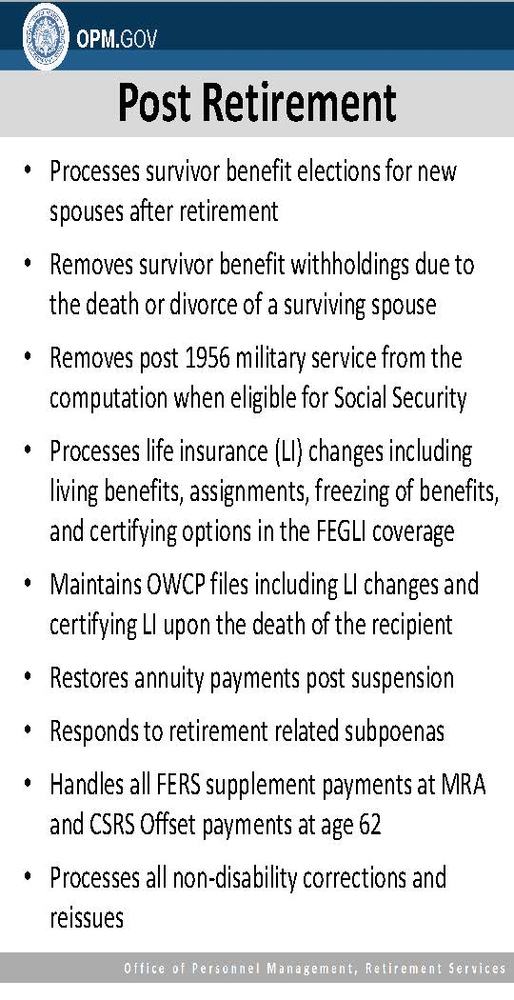 OPM.GOV
Post Retirement
• Processes survivor benefit elections for new
spouses after retirement
• Removes survivor benefit withholdings due to
the death or divorce of a surviving spouse
• Removes post 1956 military service from the
computation when eligible for Social Security
• Processes life insurance (LI) changes including
living benefits, assignments, freezing of benefits,
and certifying options in the FEGLI coverage
• Maintains OWCP files including LI changes and
certifying LI upon the death of the recipient
• Restores annuity payments post suspension
• Responds to retirement related subpoenas
• Handles all FERS supplement payments at MRA
and CSRS Offset payments at age 62
• Processes all non-disability corrections and
reissues
Office of Personnel Management, Retirement Services